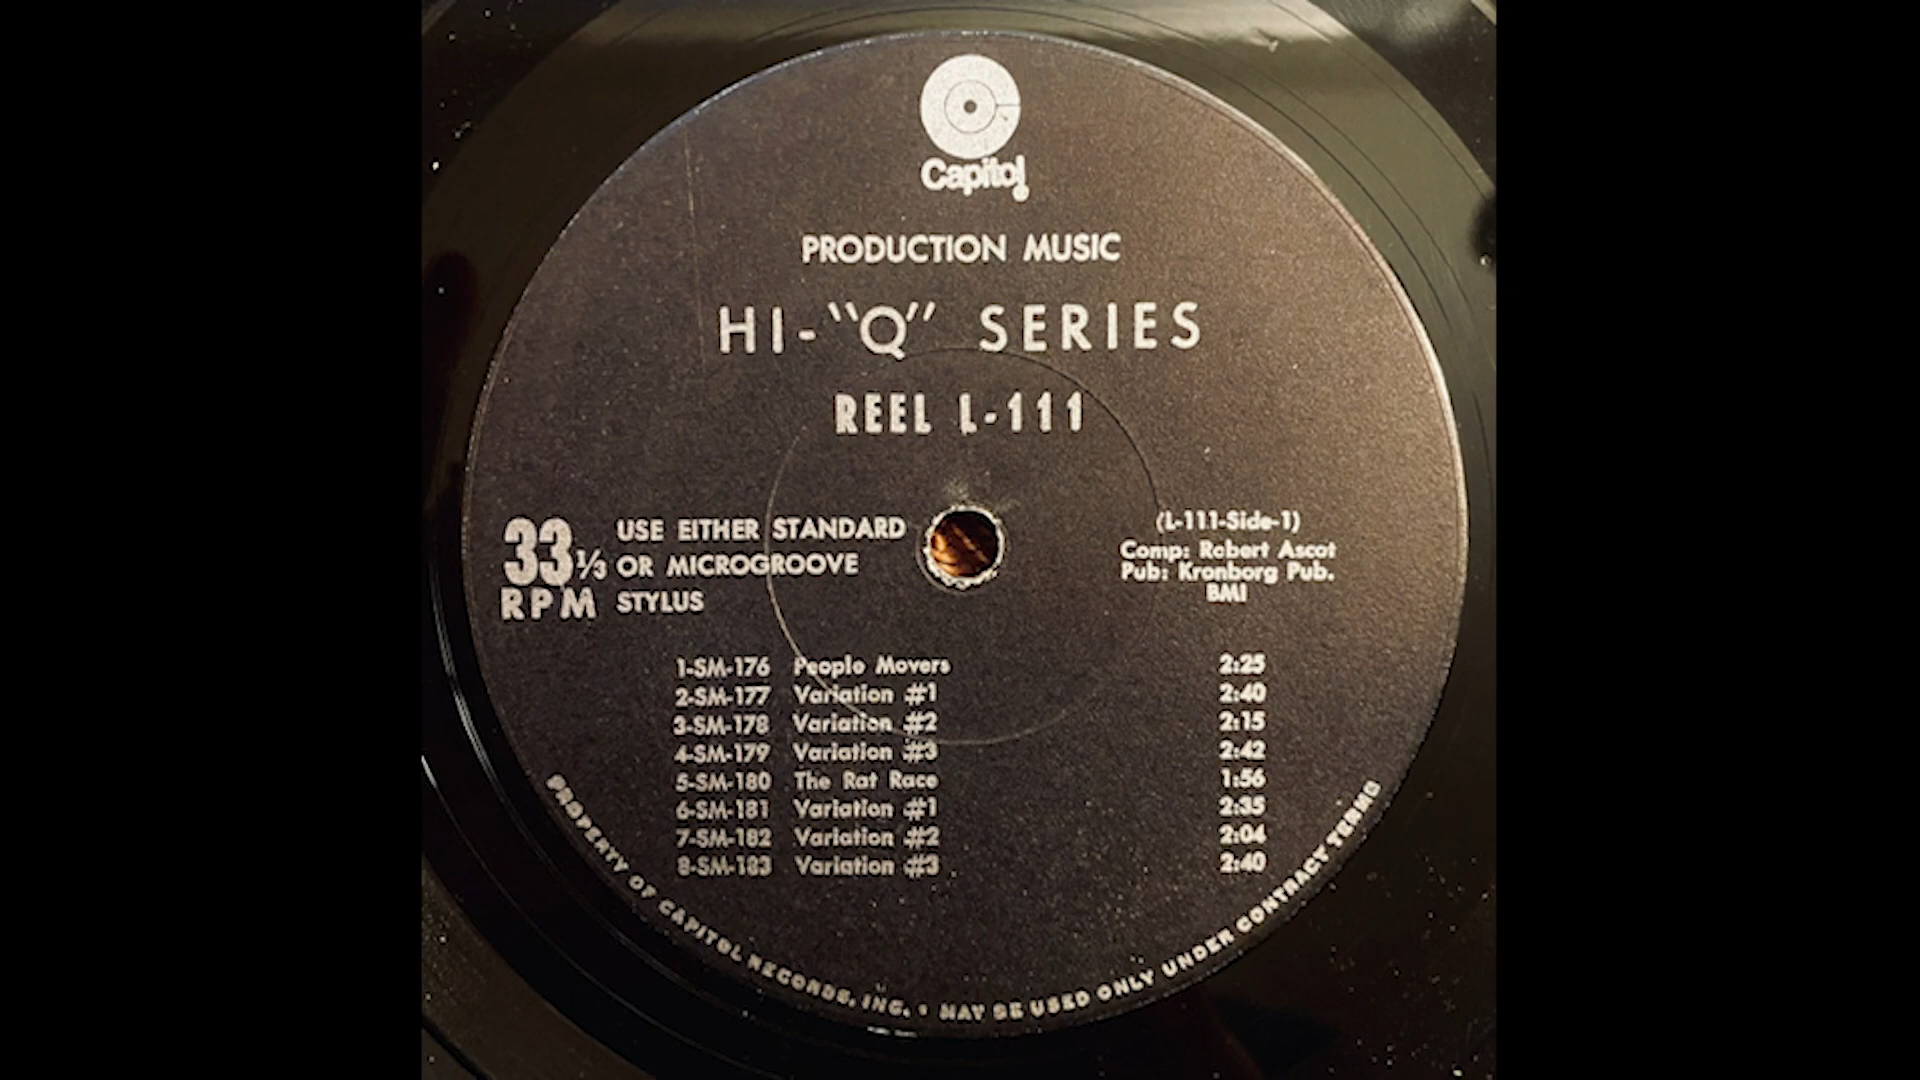 Capitol
PRODUCTION MUSIC
HI-"Q" SERIES
REEL L-111
33⅓ RPM
USE EITHER STANDARD
OR MICROGROOVE
STYLUS
(L-111-Side-1)
Comp: Robert Ascot
Pub: Kronborg Pub.
BMI
1-SM-176 People Movers 2:25
2-SM-177 Variation #1 2:40
3-SM-178 Variation #2 2:15
4-SM-179 Variation #3 2:42
5-SM-180 The Rat Race 1:56
6-SM-181 Variation #1 2:35
7-SM-182 Variation #2 2:04
8-SM-183 Variation #3 2:40
PROPERTY OF CAPITOL RECORDS, INC. • MAY BE USED ONLY UNDER CONTRACT TERMS